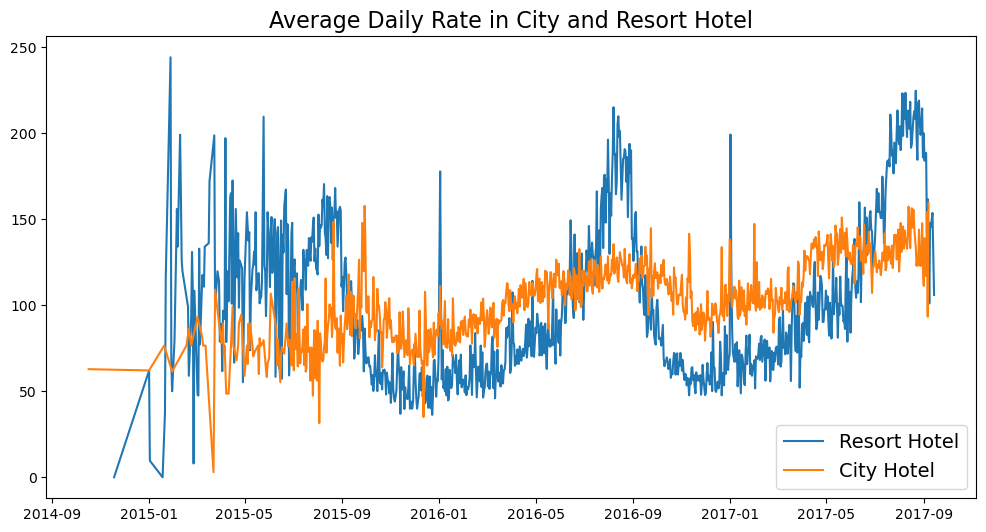 Average Daily Rate in City and Resort Hotel
250
200
150
100
50
0
2014-09 2015-01 2015-05 2015-09 2016-01 2016-05 2016-09 2017-01 2017-05 2017-09
Resort Hotel
City Hotel